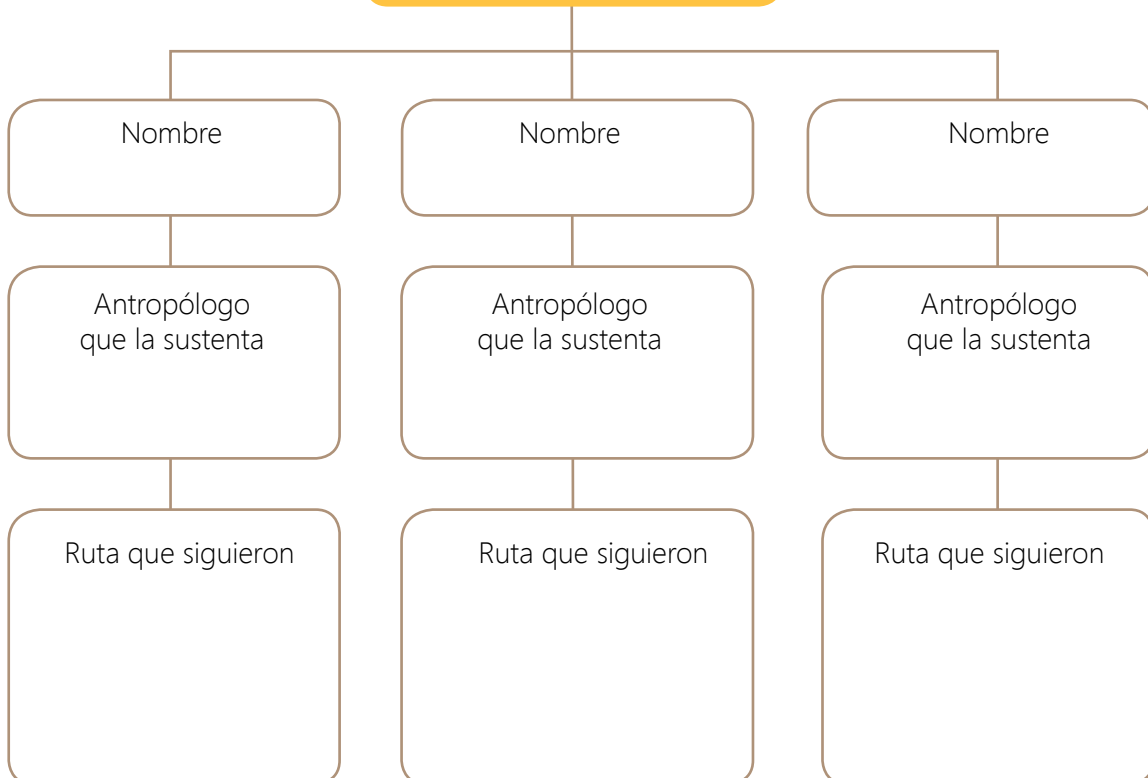 Nombre
Nombre
Nombre
Antropólogo
que la sustenta
Antropólogo
que la sustenta
Antropólogo
que la sustenta
Ruta que siguieron
Ruta que siguieron
Ruta que siguieron